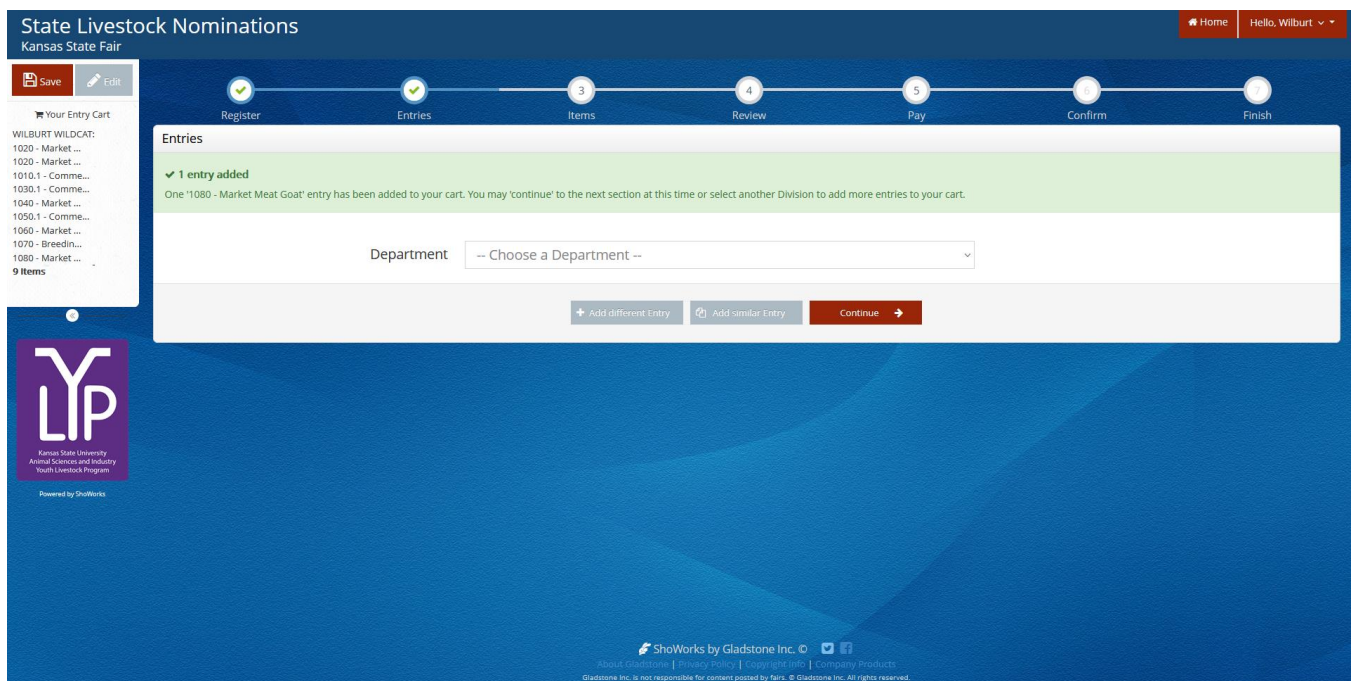 State Livestock Nominations
Kansas State Fair
Home
Hello, Wilburt
Save
Edit
Your Entry Cart
WILBURT WILDCAT:
1020 - Market ...
1020 - Market ...
1010.1 - Comme...
1030.1 - Comme...
1040 - Market ...
1050.1 - Comme...
1060 - Market ...
1070 - Breedin...
1080 - Market ...
9 Items
Register
Entries
3
Items
4
Review
5
Pay
6
Confirm
7
Finish
Entries
1 entry added
One '1080 - Market Meat Goat' entry has been added to your cart. You may 'continue' to the next section at this time or select another Division to add more entries to your cart.
Department
-- Choose a Department --
Add different Entry
Add similar Entry
Continue
YLP
Kansas State University
Animal Sciences and Industry
Youth Livestock Program
Powered by ShoWorks
ShoWorks by Gladstone Inc. ©
About Gladstone | Privacy Policy | Copyright Info | Company Products
Gladstone Inc. is not responsible for content posted by fairs. © Gladstone Inc. All rights reserved.